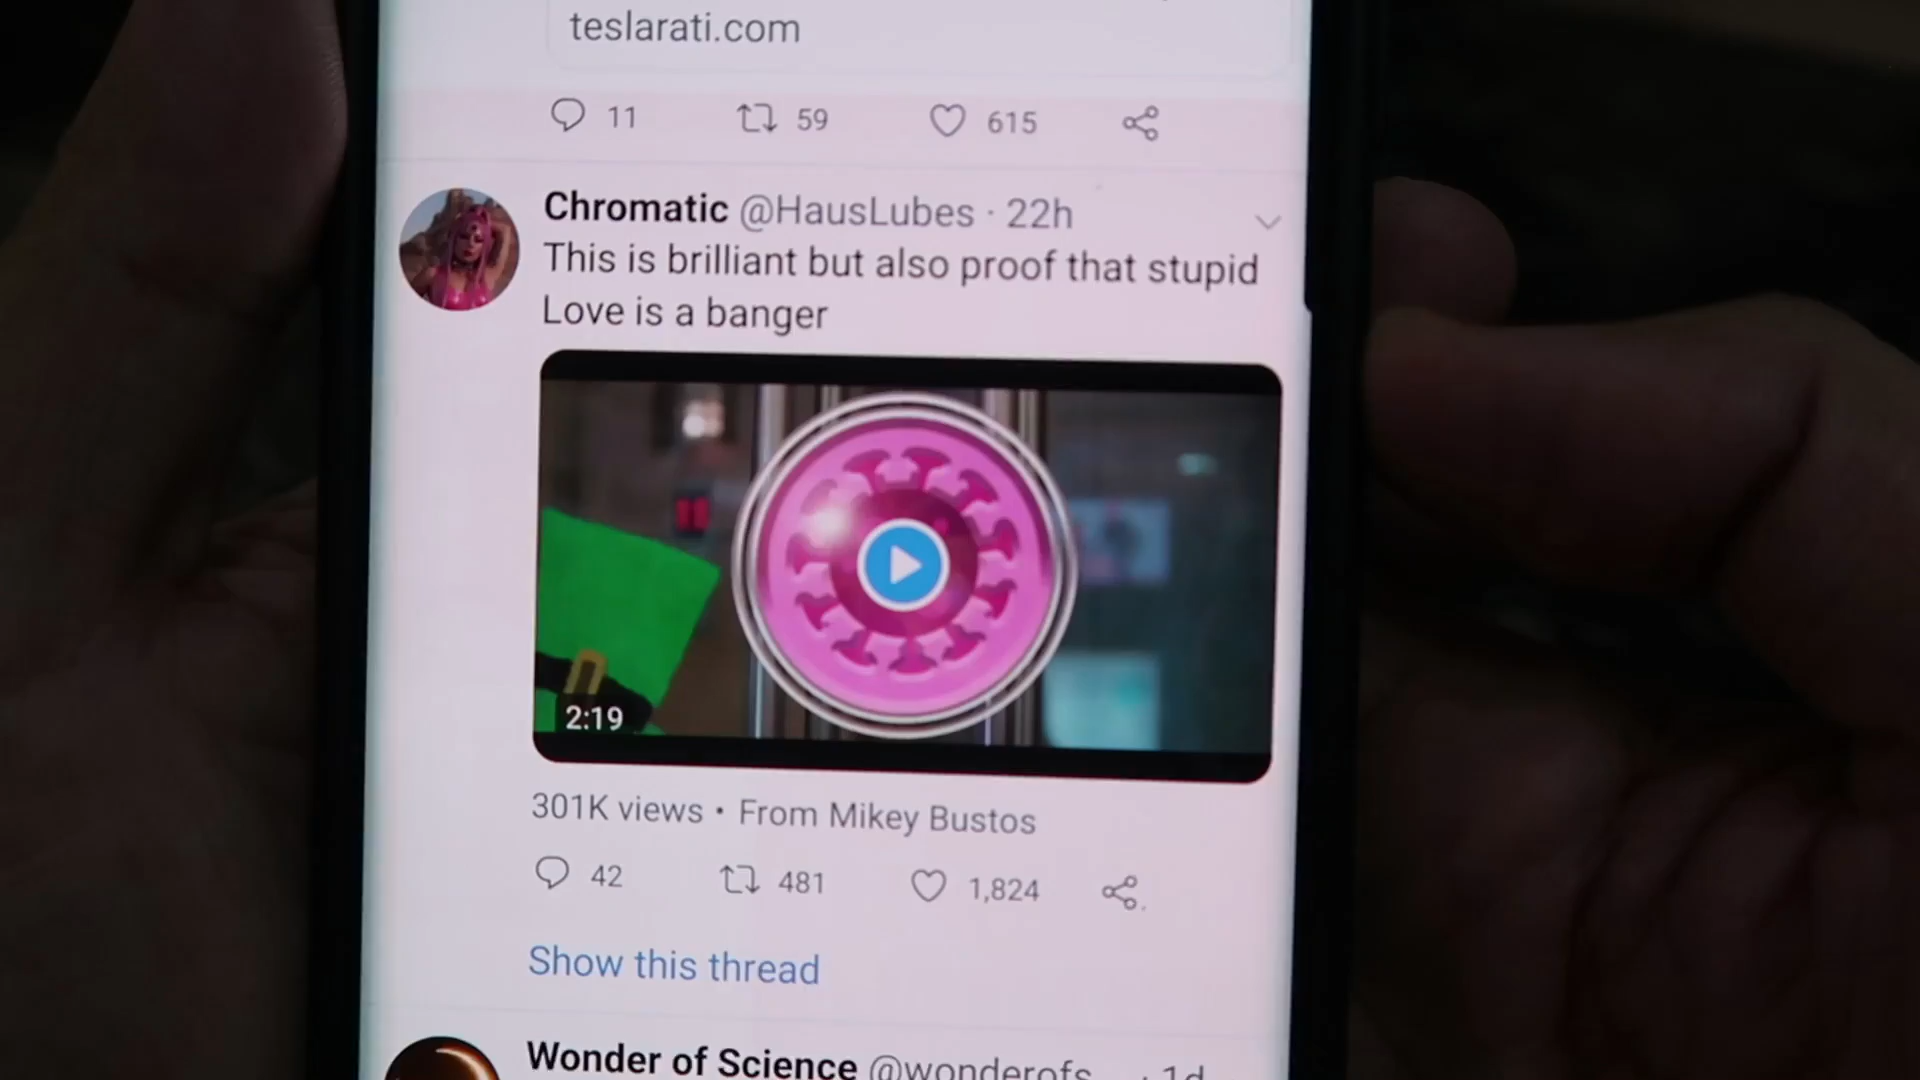 teslarati.com
11 59 615
Chromatic @HausLubes · 22h
This is brilliant but also proof that stupid
Love is a banger
2:19
301K views • From Mikey Bustos
42 481 1,824
Show this thread
Wonder of Science @wonderofs... · 1d